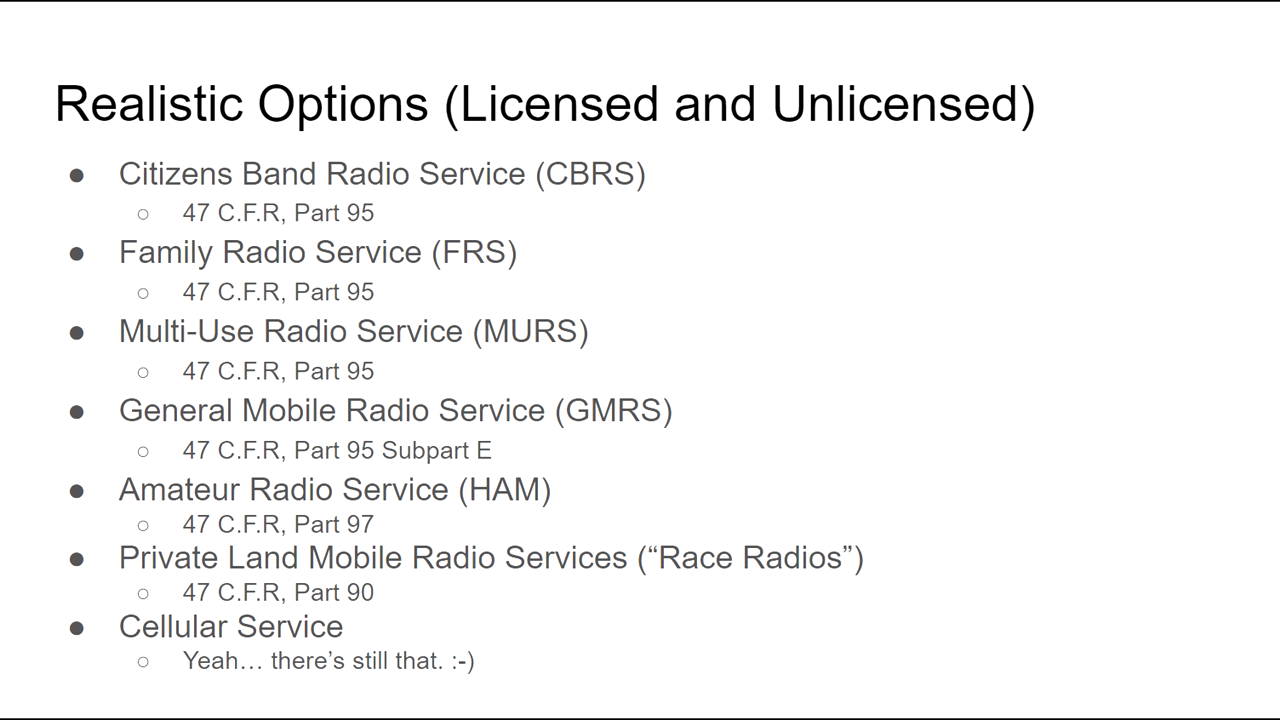 Realistic Options (Licensed and Unlicensed)
● Citizens Band Radio Service (CBRS)
○ 47 C.F.R, Part 95
● Family Radio Service (FRS)
○ 47 C.F.R, Part 95
● Multi-Use Radio Service (MURS)
○ 47 C.F.R, Part 95
● General Mobile Radio Service (GMRS)
○ 47 C.F.R, Part 95 Subpart E
● Amateur Radio Service (HAM)
○ 47 C.F.R, Part 97
● Private Land Mobile Radio Services (“Race Radios”)
○ 47 C.F.R, Part 90
● Cellular Service
○ Yeah… there’s still that. :-)